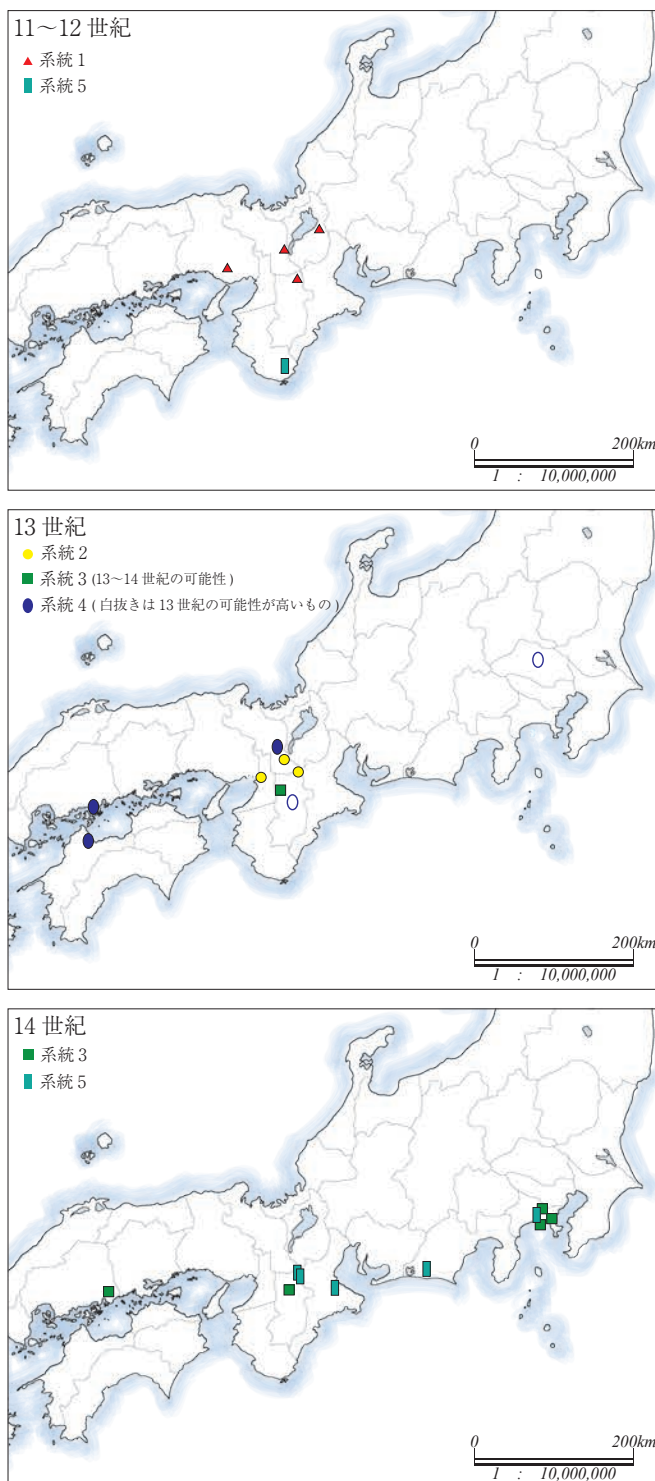 11～12 世紀
系統 1
系統 5
0 200km
1 : 10,000,000
13 世紀
系統 2
系統 3 (13～14 世紀の可能性)
系統 4 ( 白抜きは 13 世紀の可能性が高いもの )
0 200km
1 : 10,000,000
14 世紀
系統 3
系統 5
0 200km
1 : 10,000,000